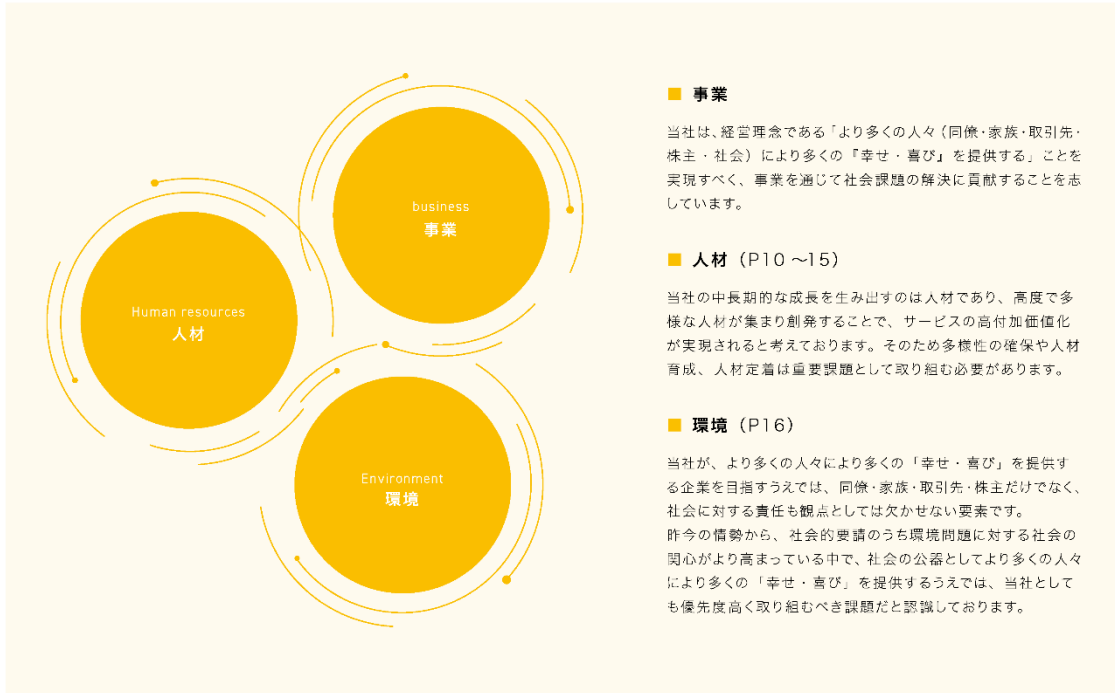 business
事業
Human resources
人材
Environment
環境
■ 事業
当社は、経営理念である「より多くの人々（同僚・家族・取引先・
株主・社会）により多くの『幸せ・喜び』を提供する」ことを
実現すべく、事業を通じて社会課題の解決に貢献することを志
しています。
■ 人材（P10～15）
当社の中長期的な成長を生み出すのは人材であり、高度で多
様な人材が集まり創発することで、サービスの高付加価値化
が実現されると考えております。そのため多様性の確保や人材
育成、人材定着は重要課題として取り組む必要があります。
■ 環境（P16）
当社が、より多くの人々により多くの「幸せ・喜び」を提供す
る企業を目指すうえでは、同僚・家族・取引先・株主だけでなく、
社会に対する責任も観点としては欠かせない要素です。
昨今の情勢から、社会的要請のうち環境問題に対する社会の
関心がより高まっている中で、社会の公器としてより多くの人々
により多くの「幸せ・喜び」を提供するうえでは、当社として
も優先度高く取り組むべき課題だと認識しております。